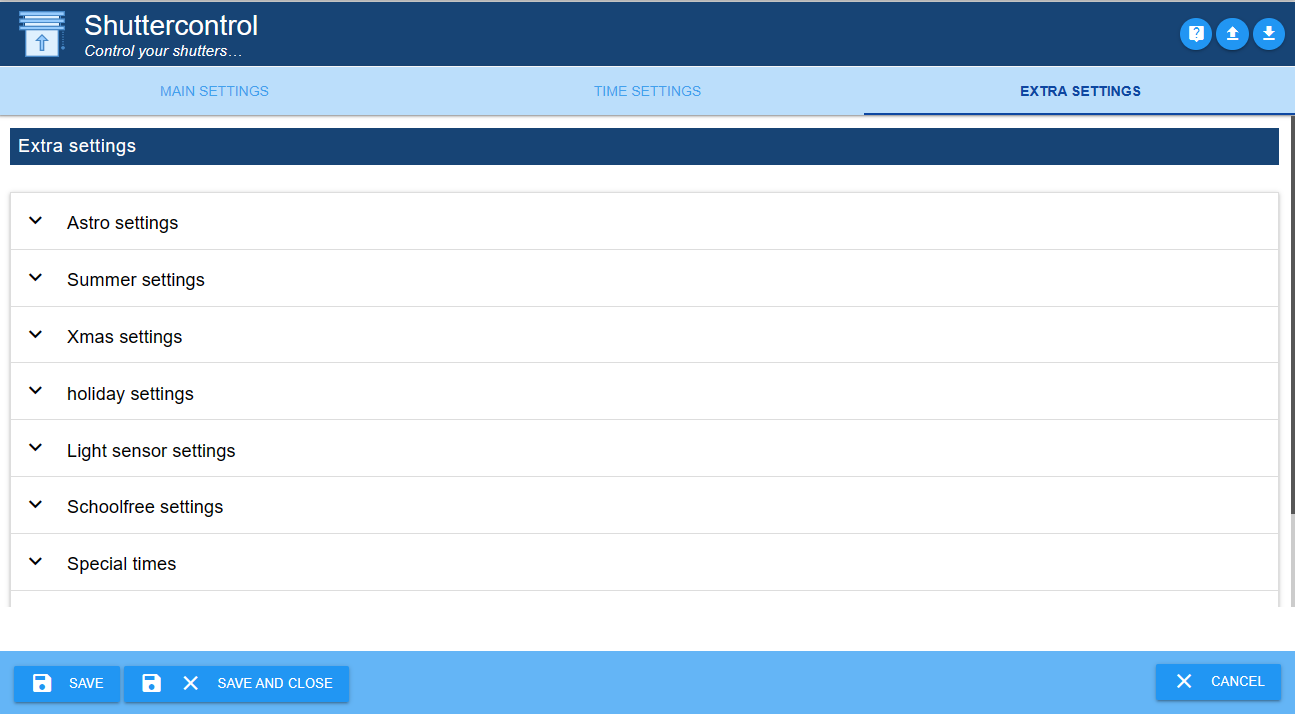 Shuttercontrol
Control your shutters…
MAIN SETTINGS
TIME SETTINGS
EXTRA SETTINGS
Extra settings
Astro settings
Summer settings
Xmas settings
holiday settings
Light sensor settings
Schoolfree settings
Special times
SAVE
SAVE AND CLOSE
CANCEL